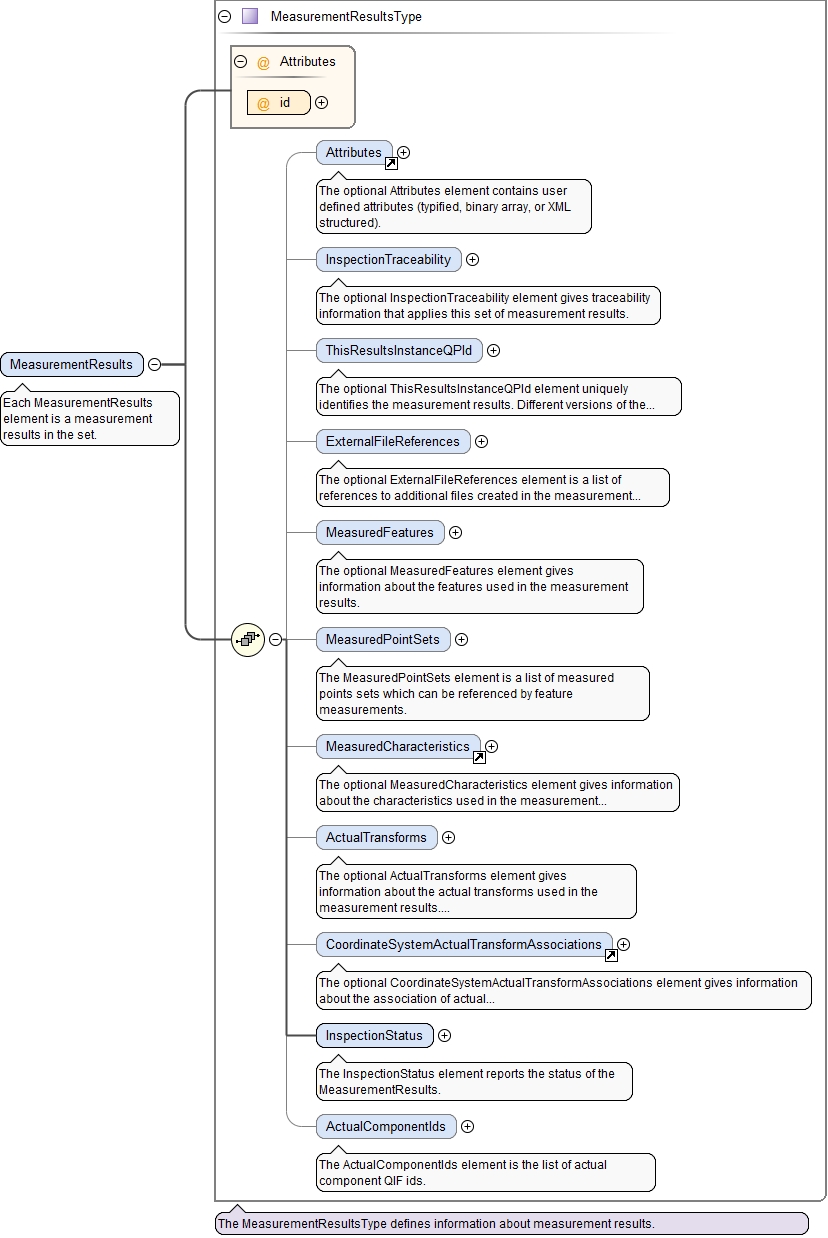 MeasurementResultsType
@ Attributes
@ id
Attributes
The optional Attributes element contains user
defined attributes (typified, binary array, or XML
structured).
InspectionTraceability
The optional InspectionTraceability element gives traceability
information that applies this set of measurement results.
ThisResultsInstanceQPId
The optional ThisResultsInstanceQPId element uniquely
identifies the measurement results. Different versions of the...
MeasurementResults
Each MeasurementResults
element is a measurement
results in the set.
ExternalFileReferences
The optional ExternalFileReferences element is a list of
references to additional files created in the measurement...
MeasuredFeatures
The optional MeasuredFeatures element gives
information about the features used in the measurement
results.
MeasuredPointSets
The MeasuredPointSets element is a list of measured
points sets which can be referenced by feature
measurements.
MeasuredCharacteristics
The optional MeasuredCharacteristics element gives information
about the characteristics used in the measurement...
ActualTransforms
The optional ActualTransforms element gives
information about the actual transforms used in the
measurement results....
CoordinateSystemActualTransformAssociations
The optional CoordinateSystemActualTransformAssociations element gives information
about the association of actual...
InspectionStatus
The InspectionStatus element reports the status of the
MeasurementResults.
ActualComponentIds
The ActualComponentIds element is the list of actual
component QIF ids.
The MeasurementResultsType defines information about measurement results.